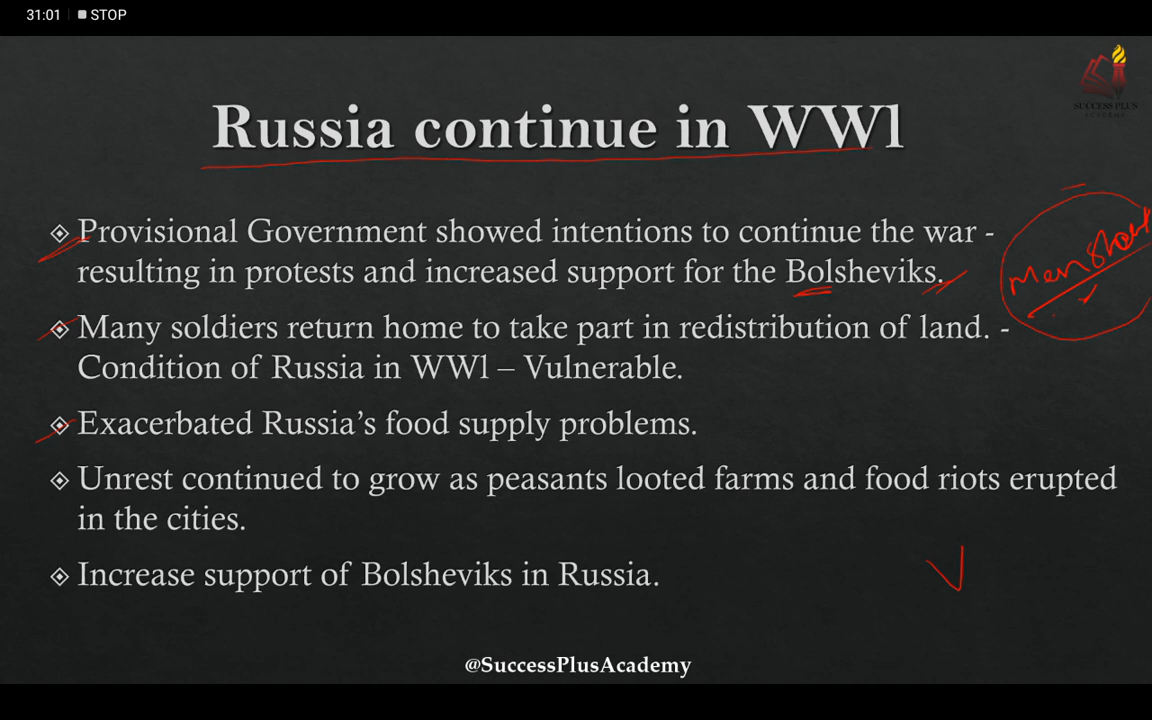 31:01
STOP
SUCCESS PLUS
ACADEMY
Russia continue in WWl
Provisional Government showed intentions to continue the war -
resulting in protests and increased support for the Bolsheviks.
Many soldiers return home to take part in redistribution of land. -
Condition of Russia in WWl – Vulnerable.
Exacerbated Russia’s food supply problems.
Unrest continued to grow as peasants looted farms and food riots erupted
in the cities.
Increase support of Bolsheviks in Russia.
@SuccessPlusAcademy